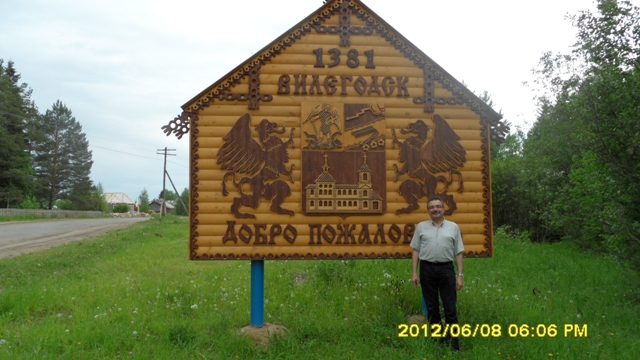 1381
ВИЛЕГОДСК
ДОБРО ПОЖАЛОВ
2012/06/08 06:06 PM